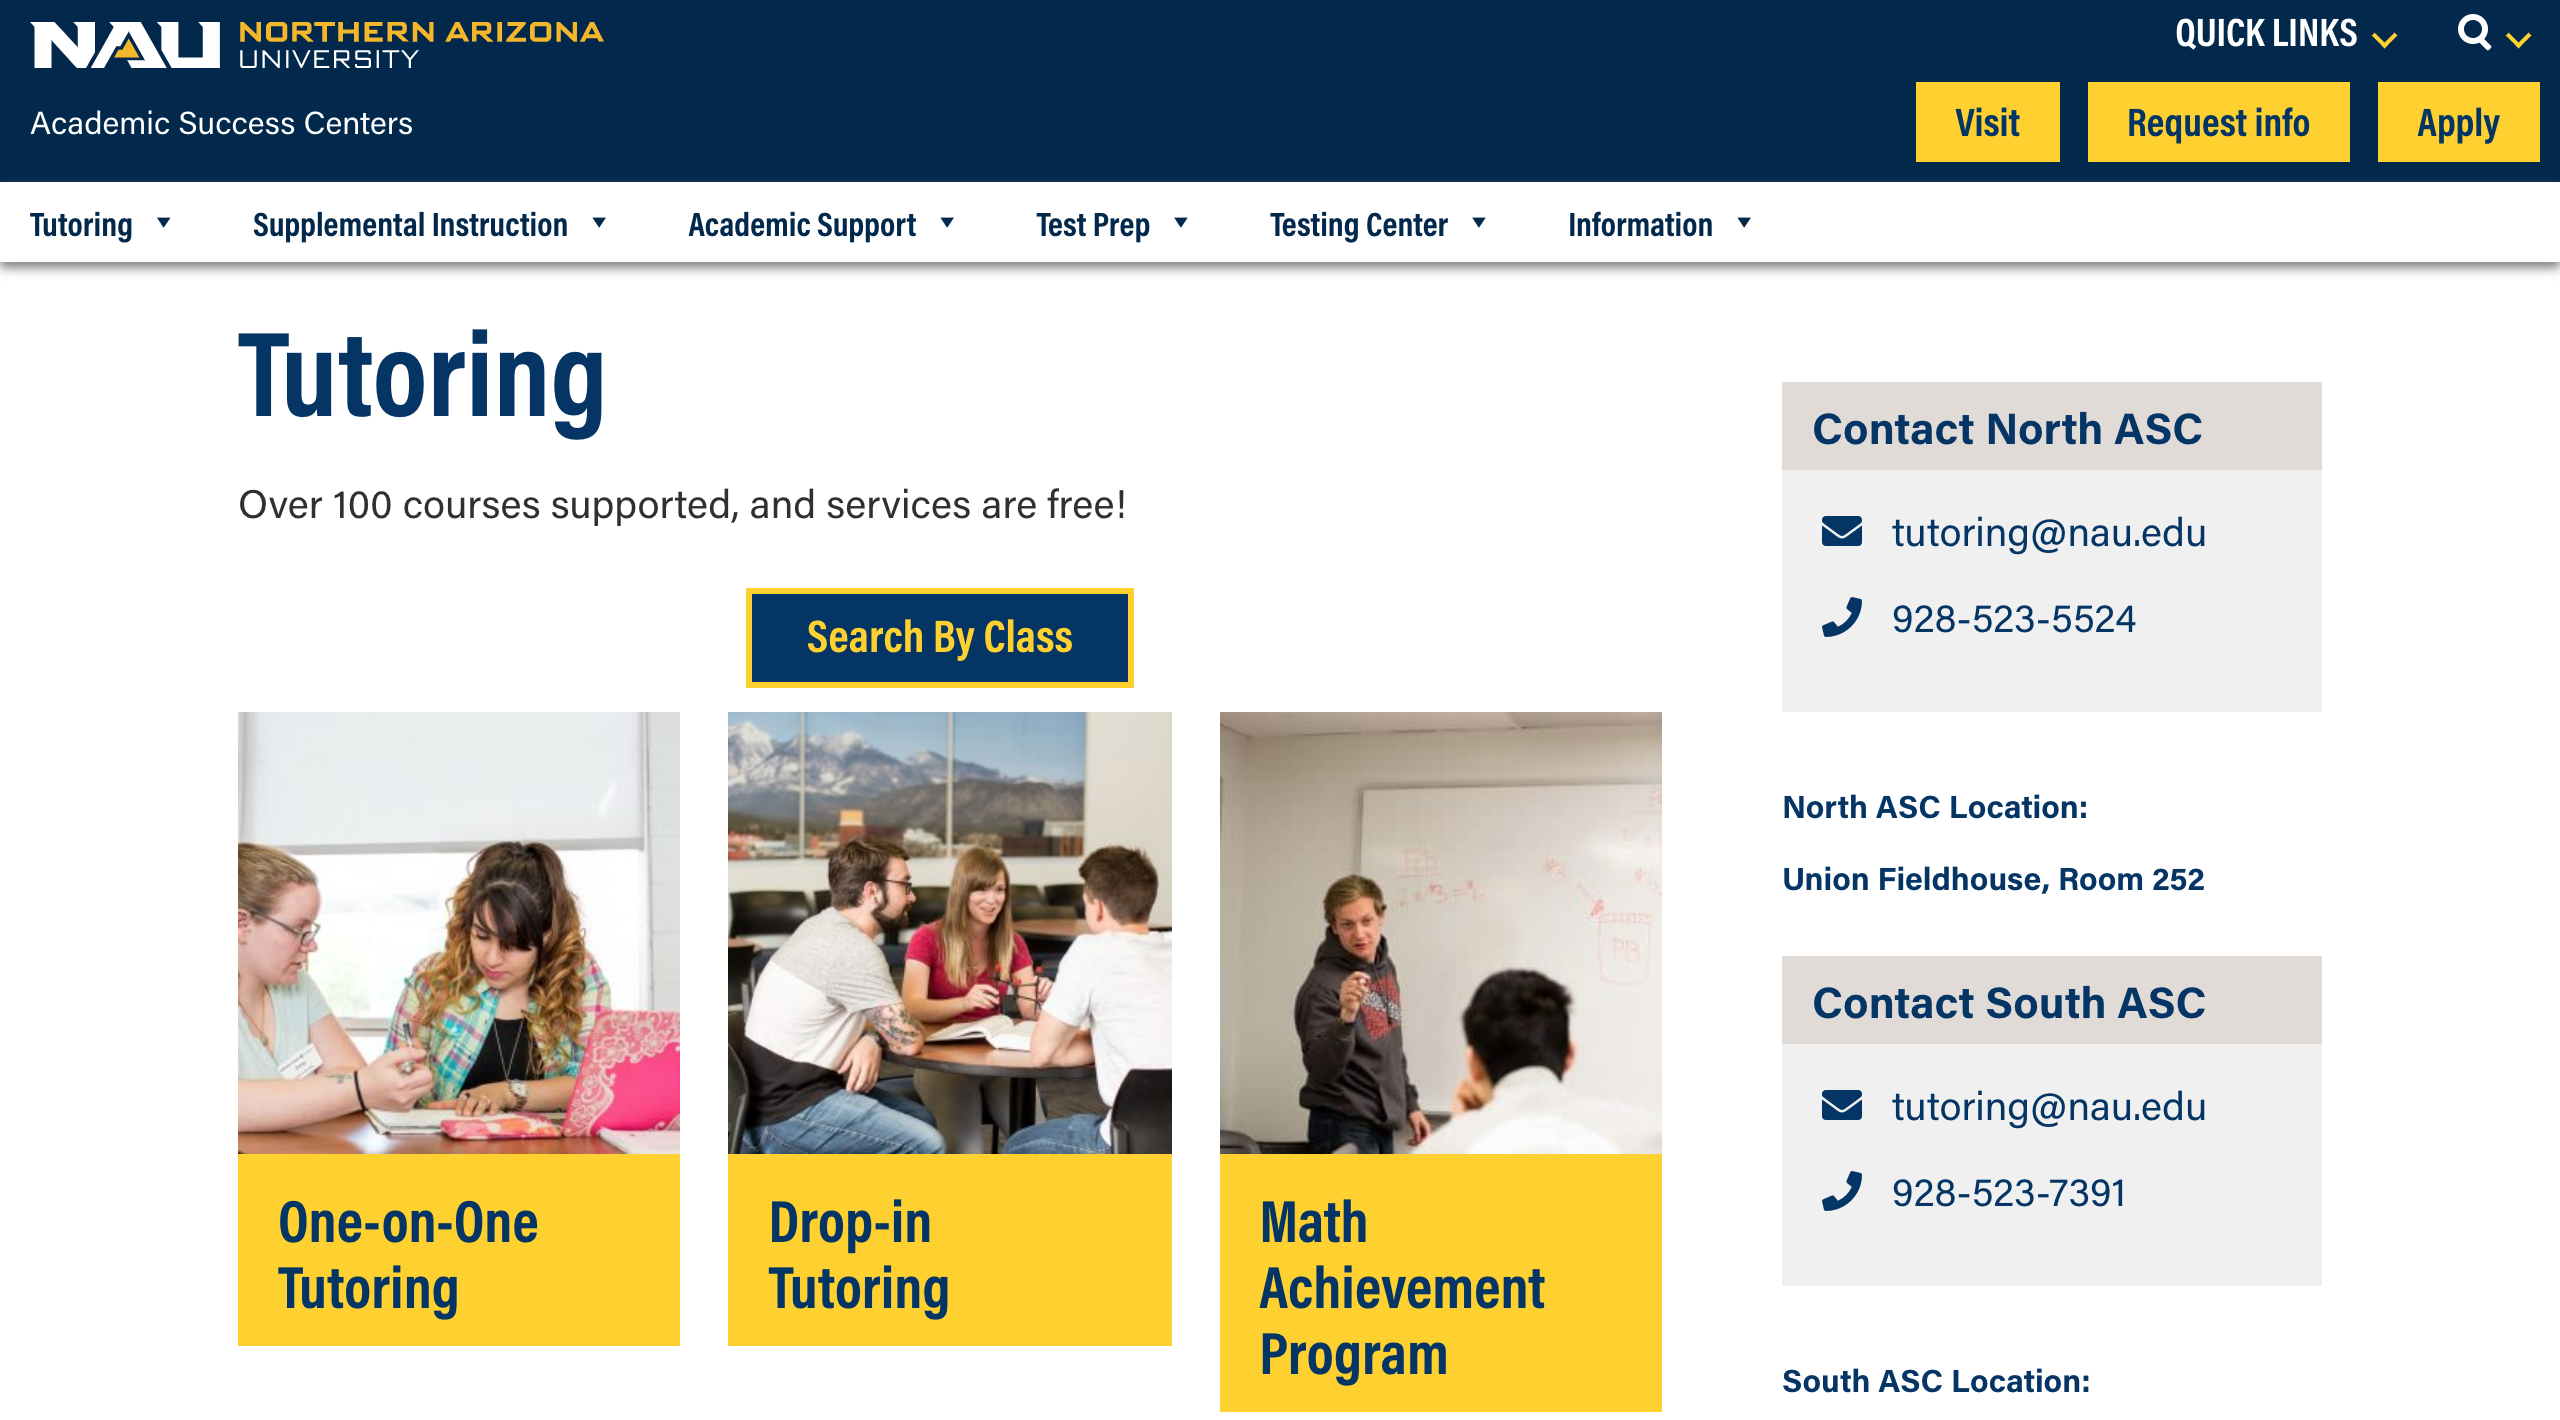 NAU NORTHERN ARIZONA
UNIVERSITY
Academic Success Centers
QUICK LINKS
Visit
Request info
Apply
Tutoring
Supplemental Instruction
Academic Support
Test Prep
Testing Center
Information
Tutoring
Over 100 courses supported, and services are free!
Search By Class
PB
One-on-One
Tutoring
Drop-in
Tutoring
Math
Achievement
Program
Contact North ASC
tutoring@nau.edu
928-523-5524
North ASC Location:
Union Fieldhouse, Room 252
Contact South ASC
tutoring@nau.edu
928-523-7391
South ASC Location: